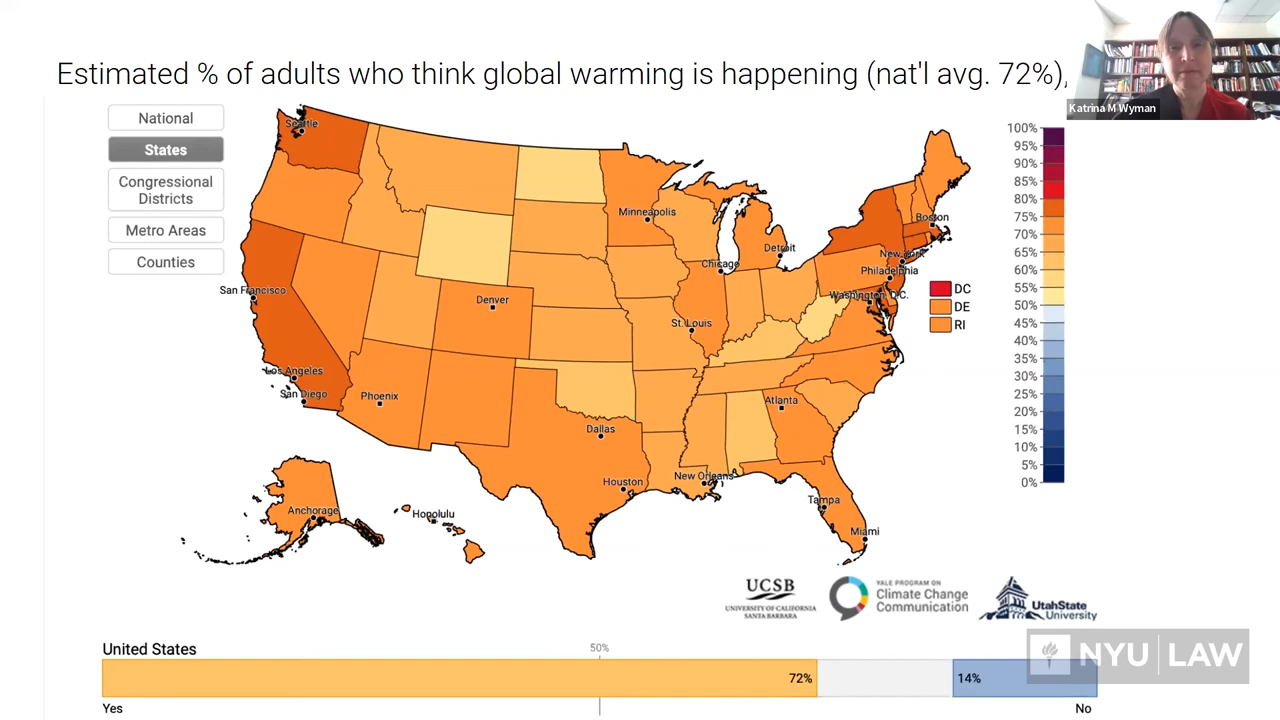 Estimated % of adults who think global warming is happening (nat'l avg. 72%),
Katrina M Wyman
National
States
Congressional
Districts
Metro Areas
Counties
Seattle
Minneapolis
Boston
Detroit
Chicago
New York
Philadelphia
San Francisco
Denver
Washington, D.C.
St. Louis
Los Angeles
San Diego
Phoenix
Atlanta
Dallas
Houston
New Orleans
Tampa
Miami
Anchorage
Honolulu
DC
DE
RI
100%
95%
90%
85%
80%
75%
70%
65%
60%
55%
50%
45%
40%
35%
30%
25%
20%
15%
10%
5%
0%
UCSB
UNIVERSITY OF CALIFORNIA
SANTA BARBARA
YALE PROGRAM ON
Climate Change
Communication
UtahState
University
NYU LAW
United States
50%
72%
14%
Yes
No